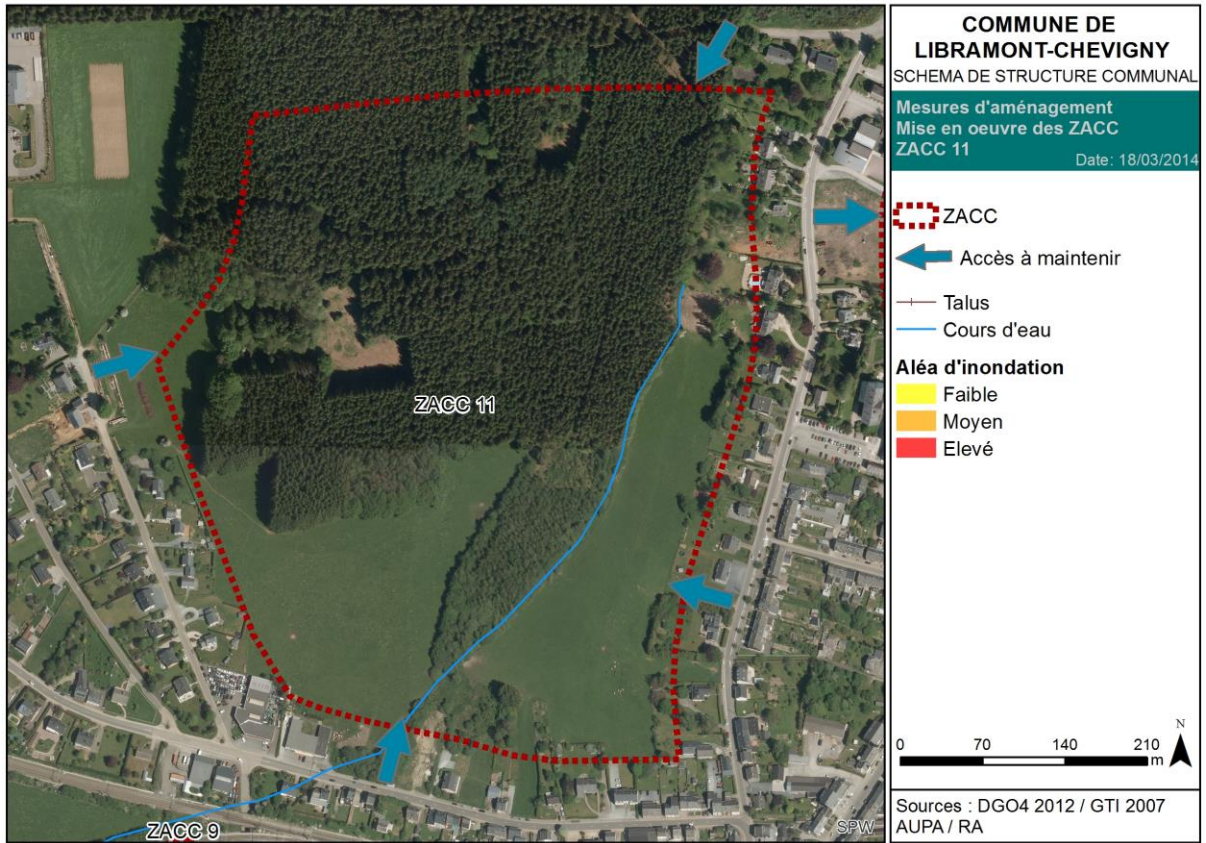 COMMUNE DE
LIBRAMONT-CHEVIGNY
SCHEMA DE STRUCTURE COMMUNAL
Mesures d'aménagement
Mise en oeuvre des ZACC
ZACC 11
Date: 18/03/2014
ZACC
Accès à maintenir
Talus
Cours d'eau
Aléa d'inondation
Faible
Moyen
Elevé
N
0 70 140 210
m
Sources : DGO4 2012 / GTI 2007
AUPA / RA
ZACC 11
ZACC 9
SPW